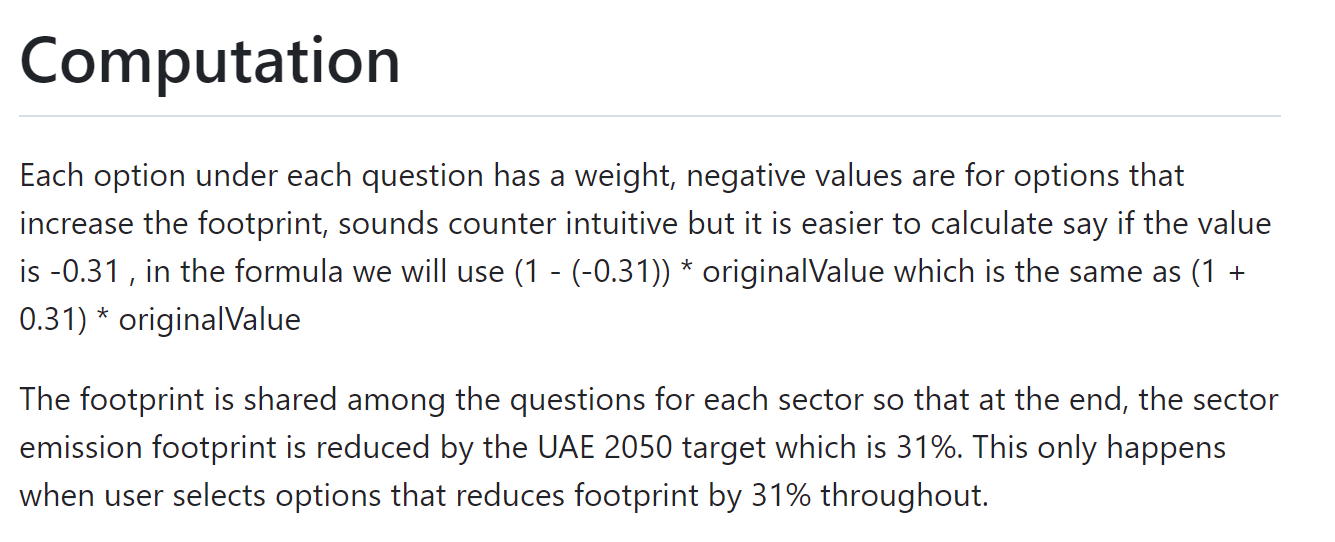 Computation
Each option under each question has a weight, negative values are for options that
increase the footprint, sounds counter intuitive but it is easier to calculate say if the value
is -0.31 , in the formula we will use (1 - (-0.31)) * originalValue which is the same as (1 +
0.31) * originalValue
The footprint is shared among the questions for each sector so that at the end, the sector
emission footprint is reduced by the UAE 2050 target which is 31%. This only happens
when user selects options that reduces footprint by 31% throughout.